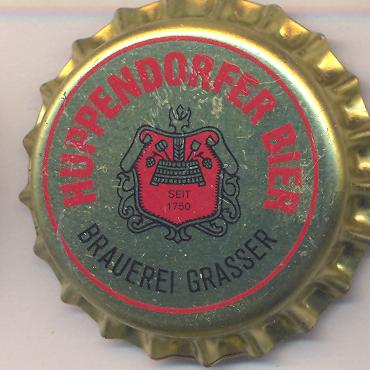 HUPPENDORFER BIER
SEIT
1750
BRAUEREI GRASSER